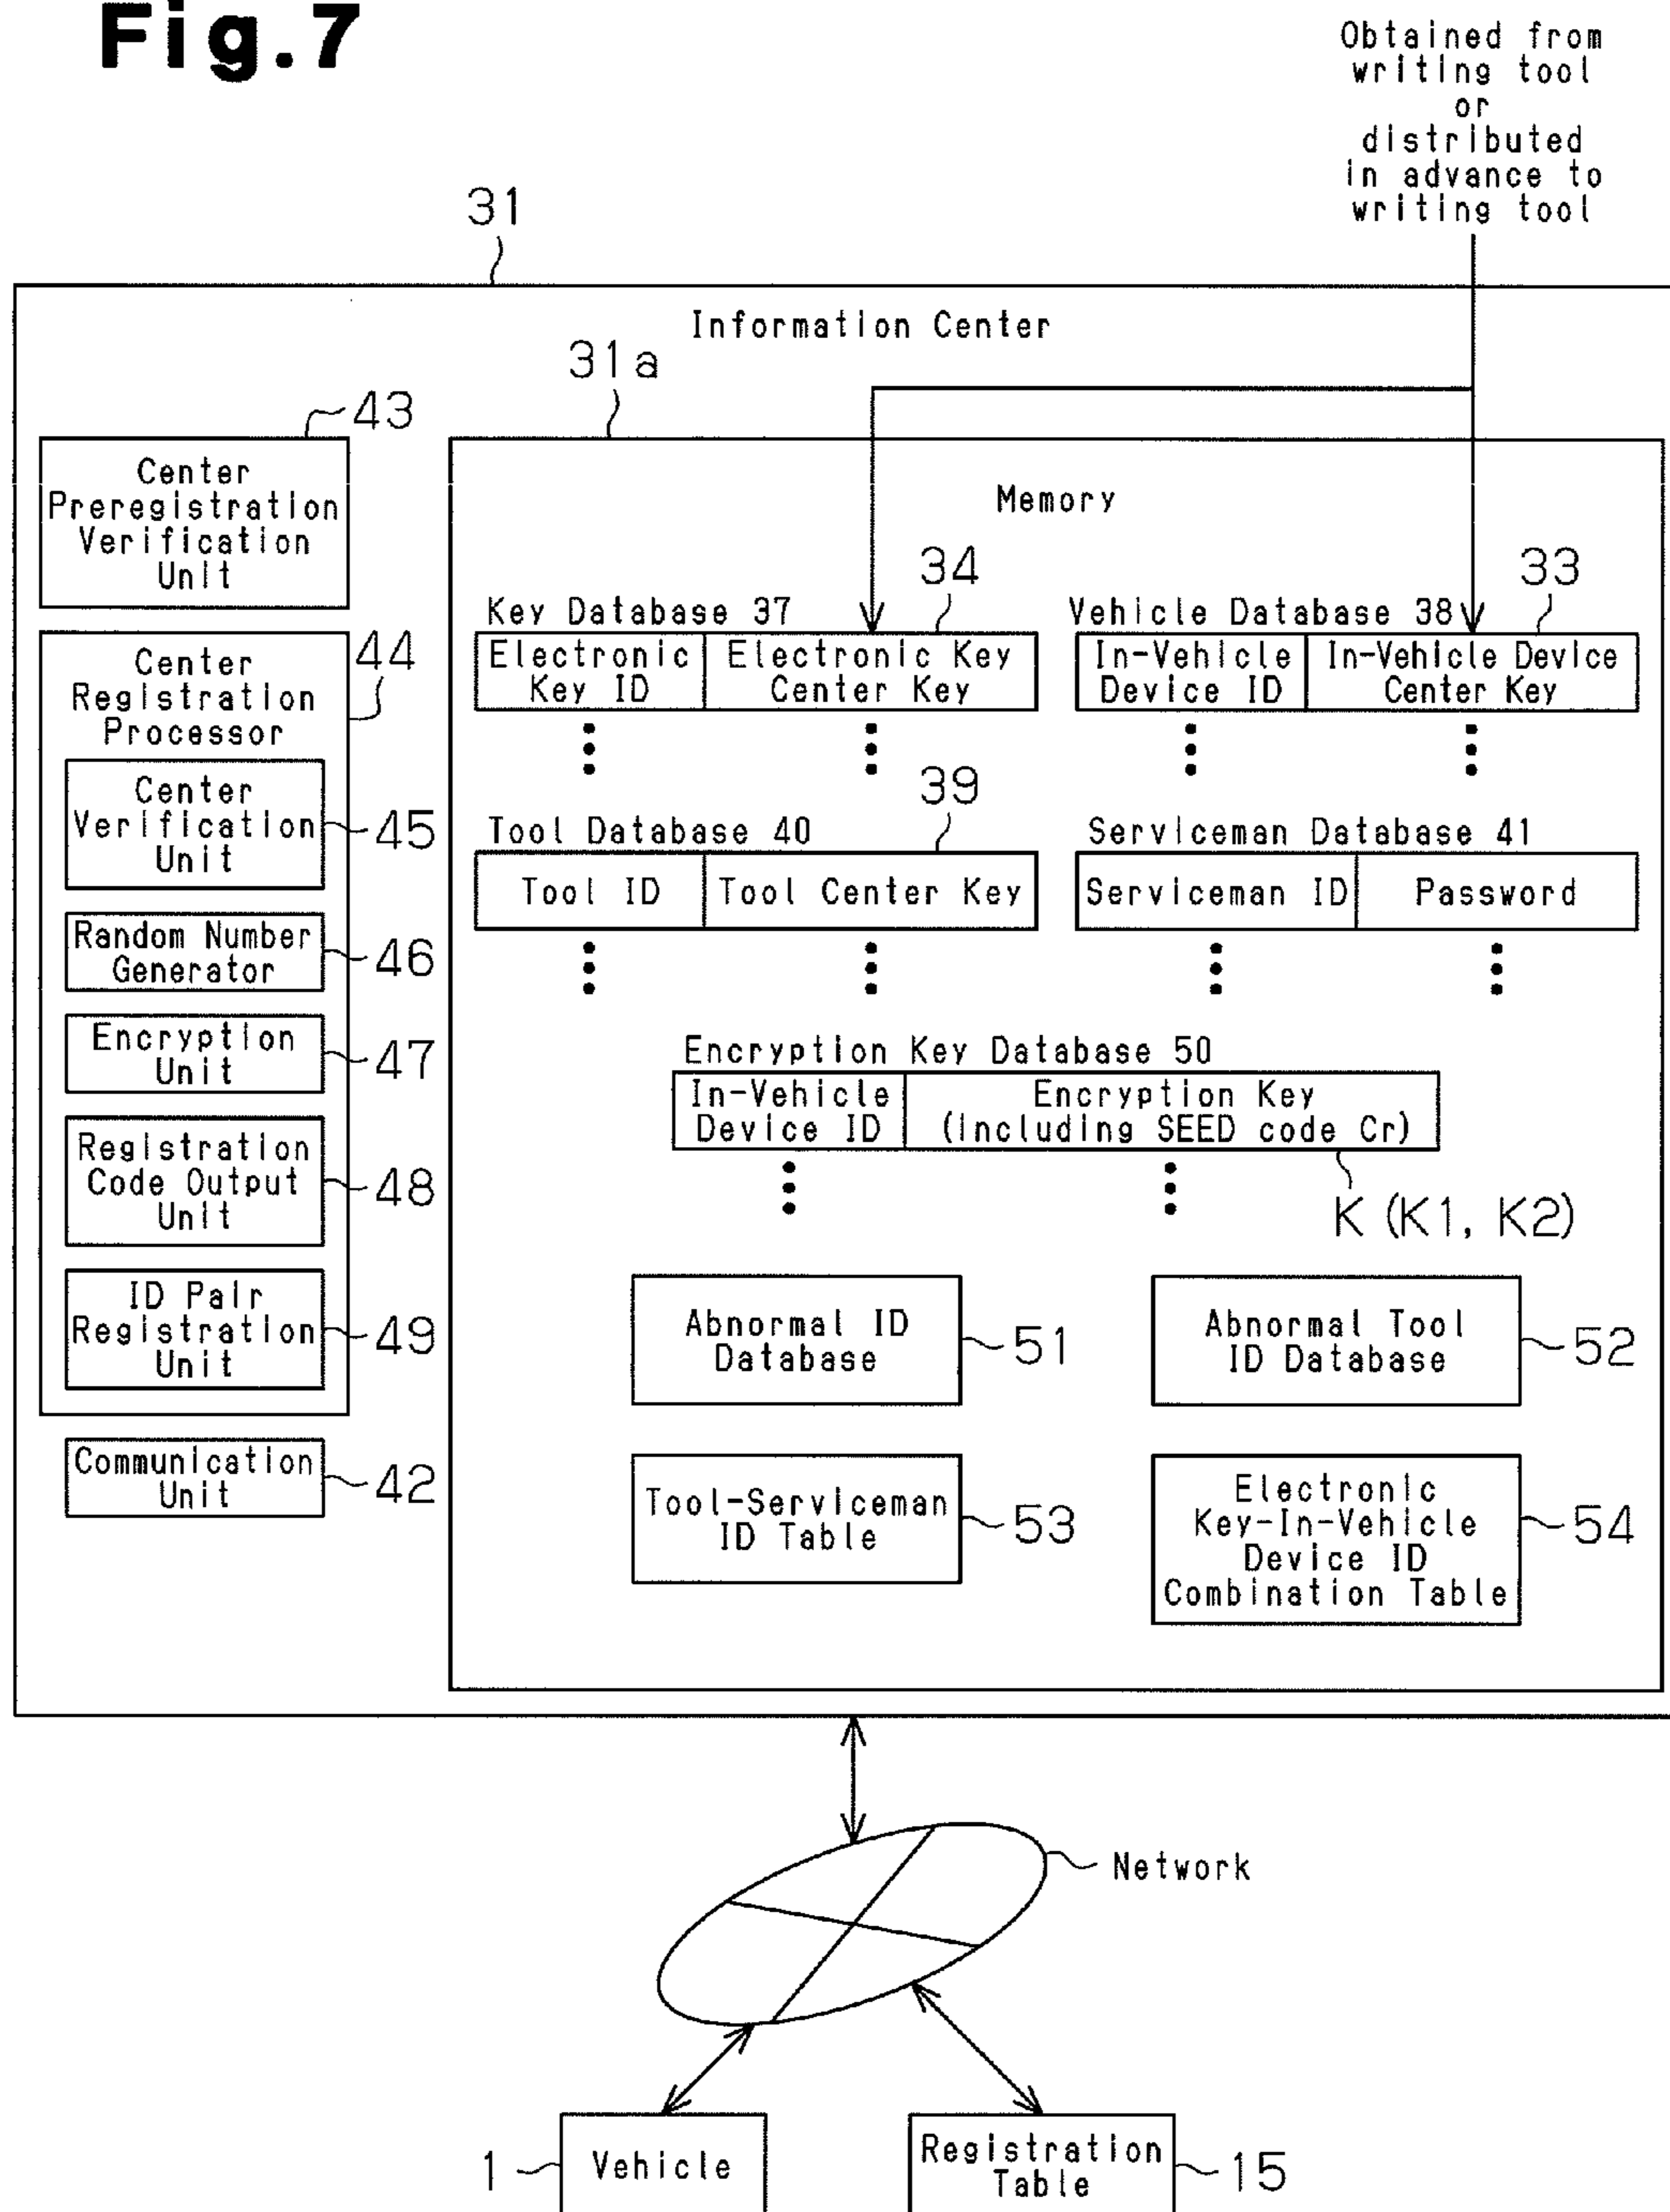 Fig.7
Obtained from
writing tool
or
distributed
in advance to
writing tool
31
Information Center
31a
43
Center
Preregistration
Verification
Unit
44
Center
Registration
Processor
Center
Verification
Unit
45
Random Number
Generator
46
Encryption
Unit
47
Registration
Code Output
Unit
48
ID Pair
Registration
Unit
49
Communication
Unit
42
Memory
34
Key Database 37
Electronic
Key ID
Electronic Key
Center Key
33
Vehicle Database 38
In-Vehicle
Device ID
In-Vehicle Device
Center Key
39
Tool Database 40
Tool ID
Tool Center Key
Serviceman Database 41
Serviceman ID
Password
Encryption Key Database 50
In-Vehicle
Device ID
Encryption Key
(including SEED code Cr)
K (K1, K2)
Abnormal ID
Database
51
Abnormal Tool
ID Database
52
Tool-Serviceman
ID Table
53
Electronic
Key-In-Vehicle
Device ID
Combination Table
54
Network
1
Vehicle
Registration
Table
15